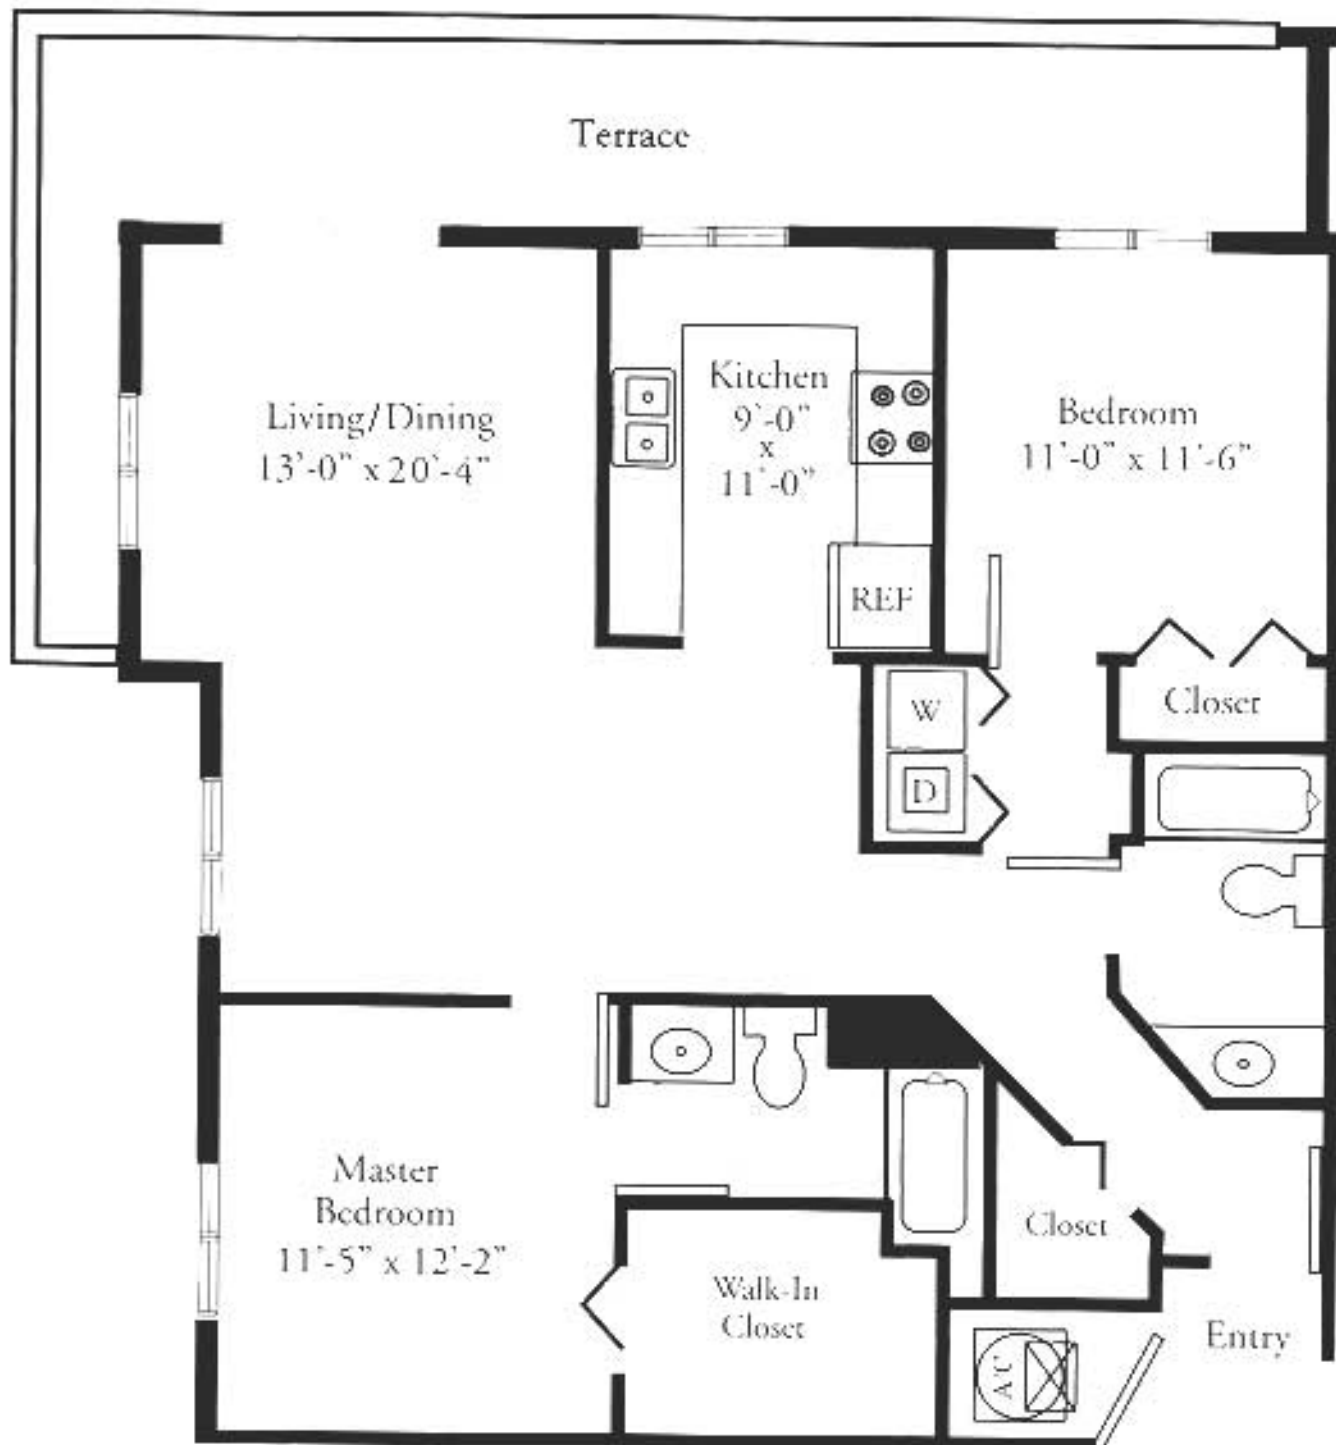 Terrace
Living/Dining
13'-0" x 20'-4"
Kitchen
9'-0"
x
11'-0"
Bedroom
11'-0" x 11'-6"
REF
W
D
Closet
Master
Bedroom
11'-5" x 12'-2"
Walk-In
Closet
Closet
A/C
Entry